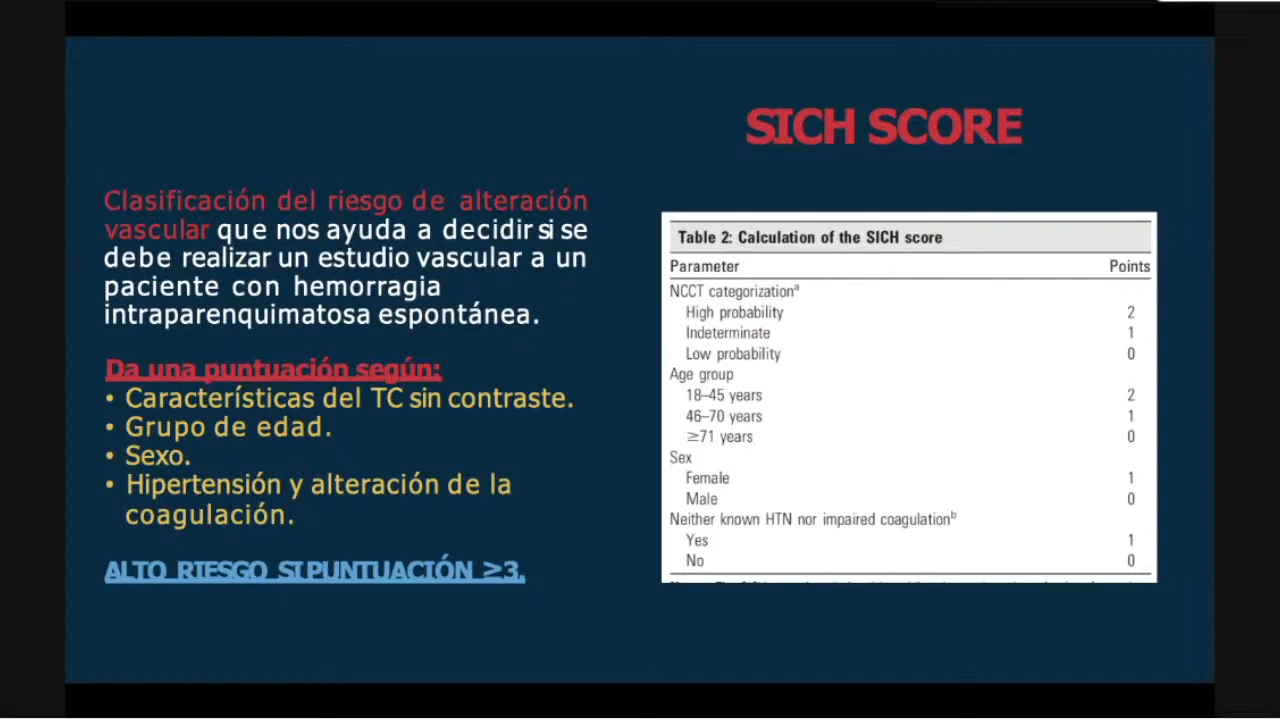 SICH SCORE
Clasificación del riesgo de alteración
vascular que nos ayuda a decidir si se
debe realizar un estudio vascular a un
paciente con hemorragia
intraparenquimatosa espontánea.
Da una puntuación según:
• Características del TC sin contraste.
• Grupo de edad.
• Sexo.
• Hipertensión y alteración de la
coagulación.
ALTO RIESGO SI PUNTUACIÓN ≥3.
Table 2: Calculation of the SICH score
Parameter Points
NCCT categorizationᵃ
High probability 2
Indeterminate 1
Low probability 0
Age group
18–45 years 2
46–70 years 1
≥71 years 0
Sex
Female 1
Male 0
Neither known HTN nor impaired coagulationᵇ
Yes 1
No 0